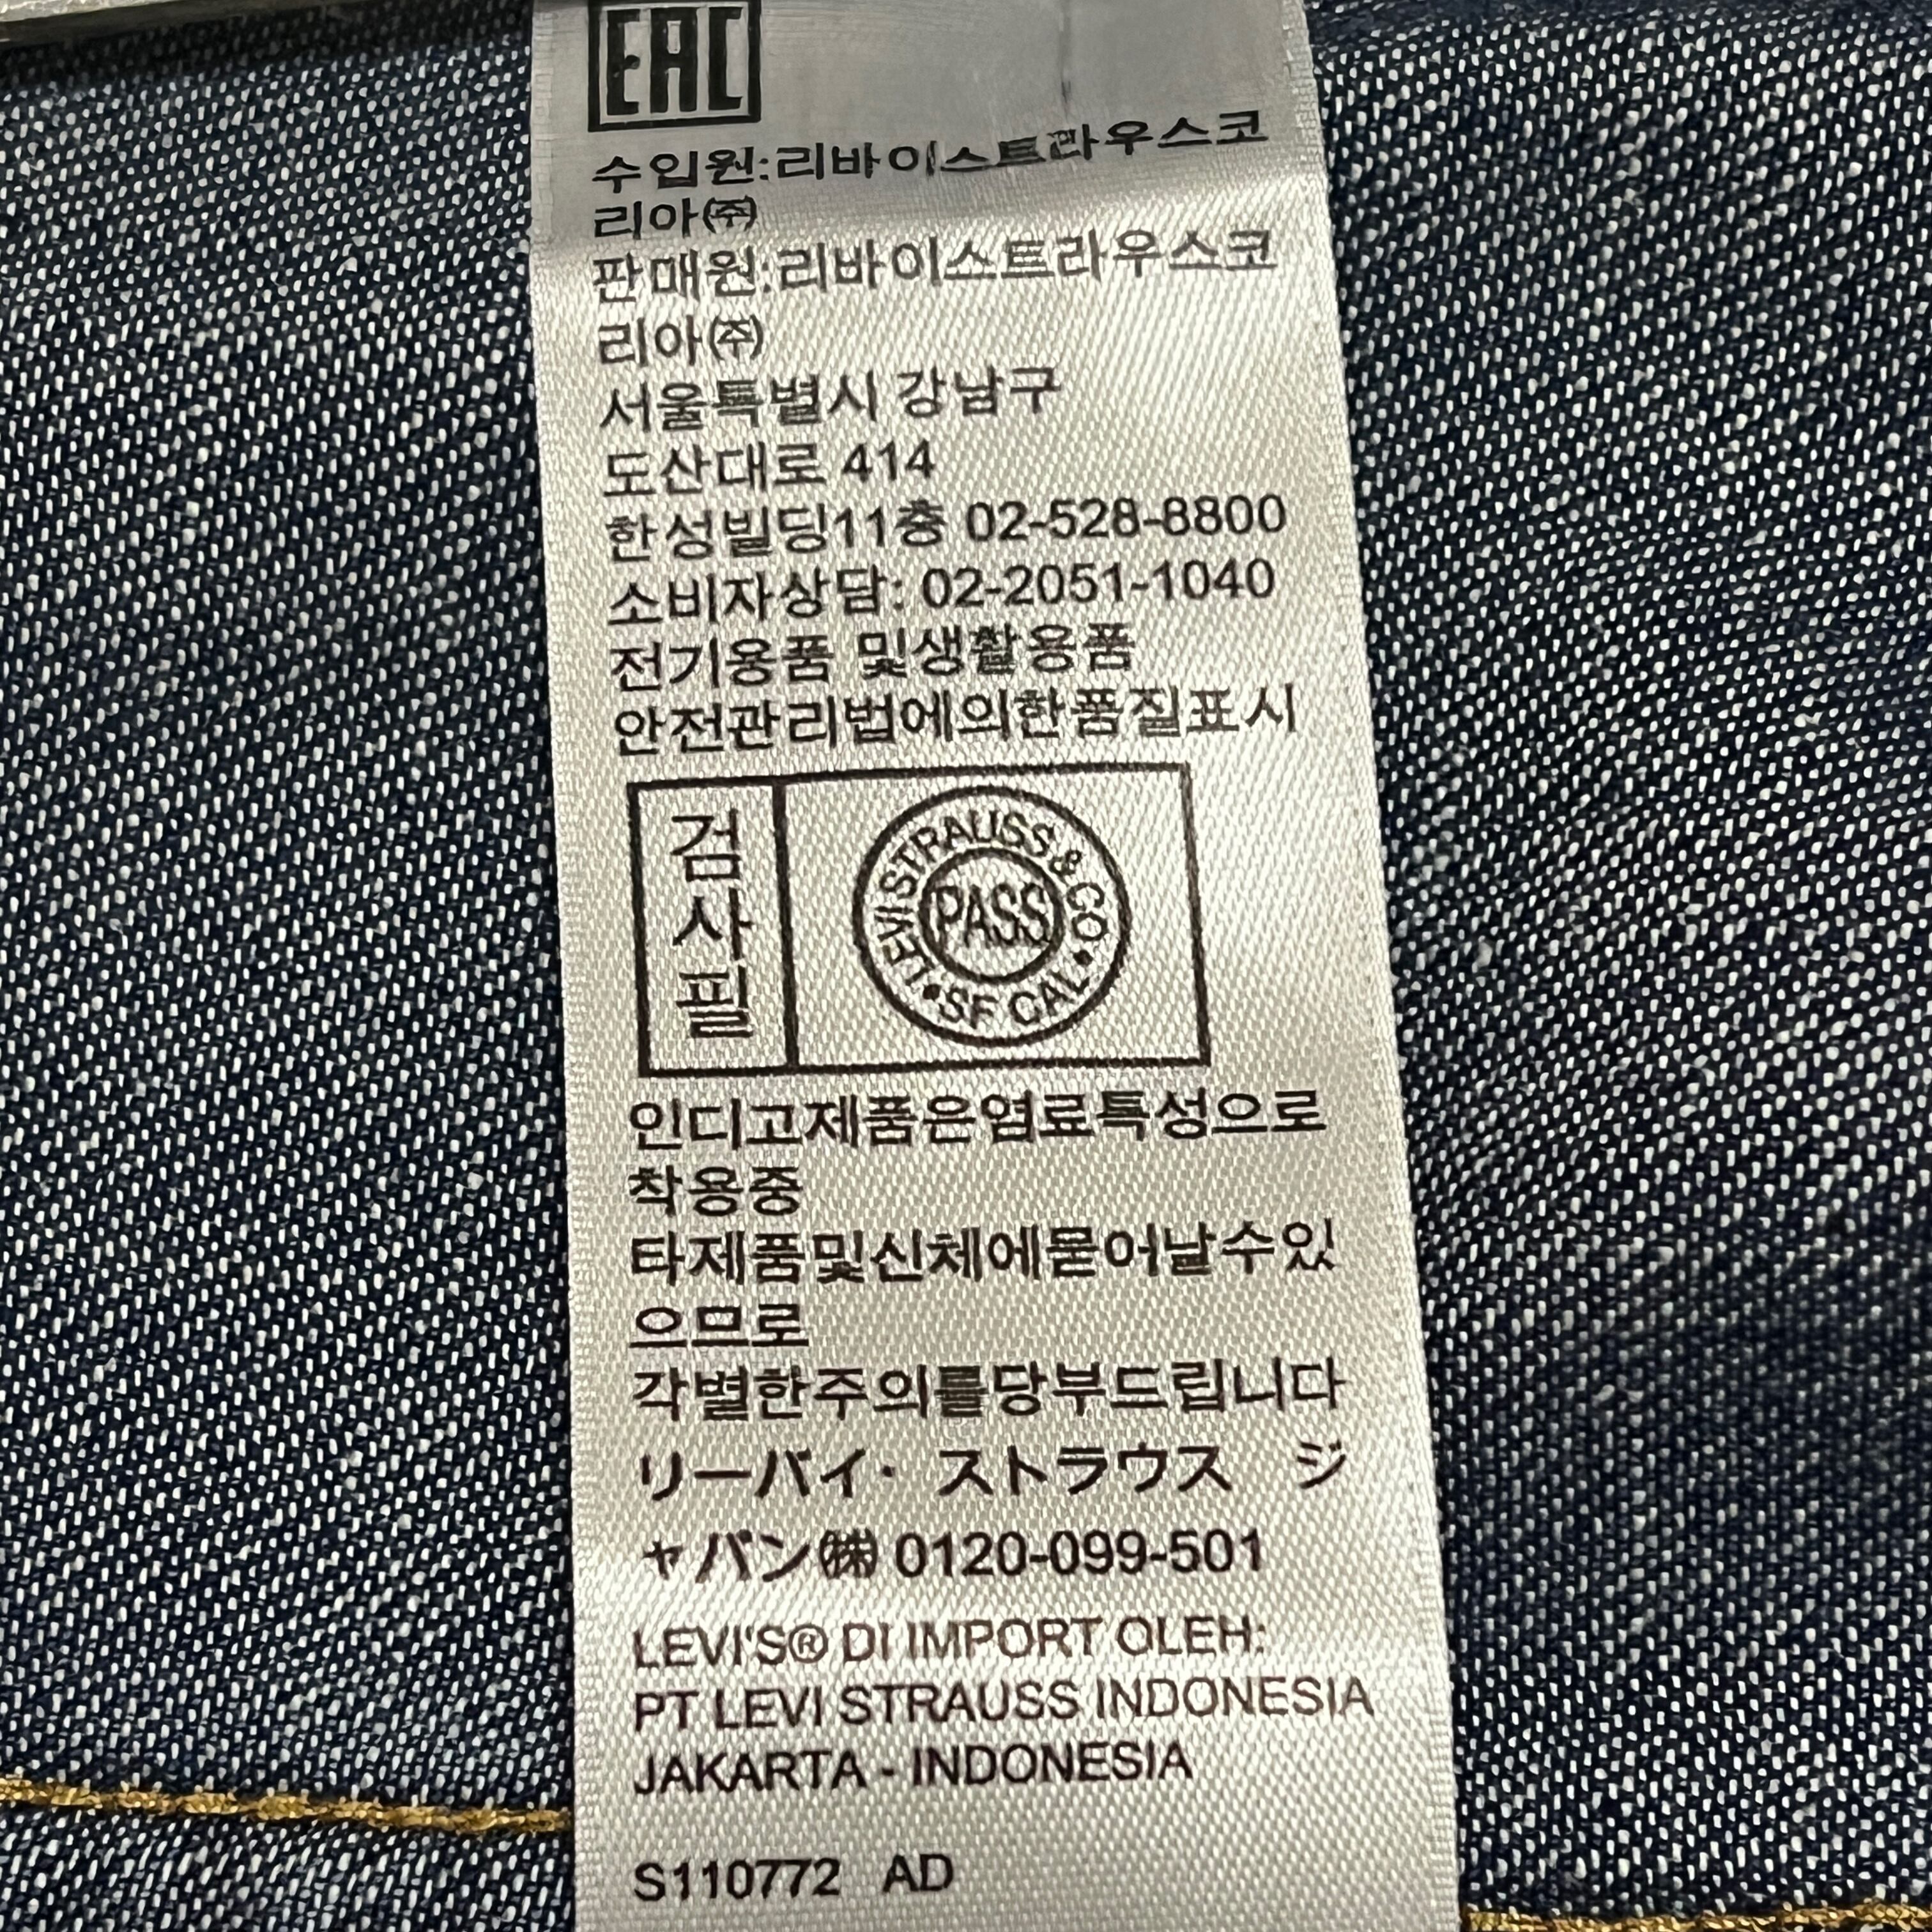 EAC
수입원:리바이스트라우스코
리아㈜
판매원:리바이스트라우스코
리아㈜
서울특별시 강남구
도산대로 414
한성빌딩11층 02-528-8800
소비자상담: 02-2051-1040
전기용품 및생활용품
안전관리법에의한품질표시
검
사
필
LEVI STRAUSS & CO
PASS
• SF CAL •
인디고제품은염료특성으로
착용중
타제품및신체에묻어날수있
으므로
각별한주의를당부드립니다
リーバイ・ ストラウス ジ
ャパン㈱ 0120-099-501
LEVI'S® DI IMPORT OLEH:
PT LEVI STRAUSS INDONESIA
JAKARTA - INDONESIA
S110772 AD